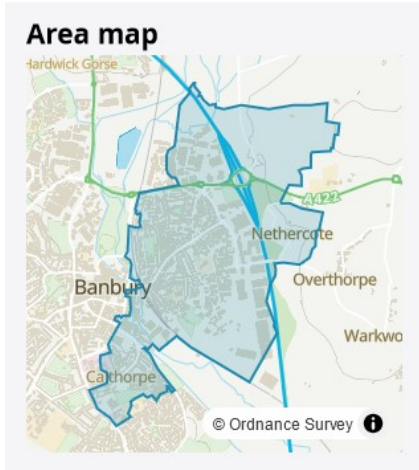 Area map
Hardwick Gorse
A422
Nethercote
Overthorpe
Banbury
Warkwo
Calthorpe
© Ordnance Survey